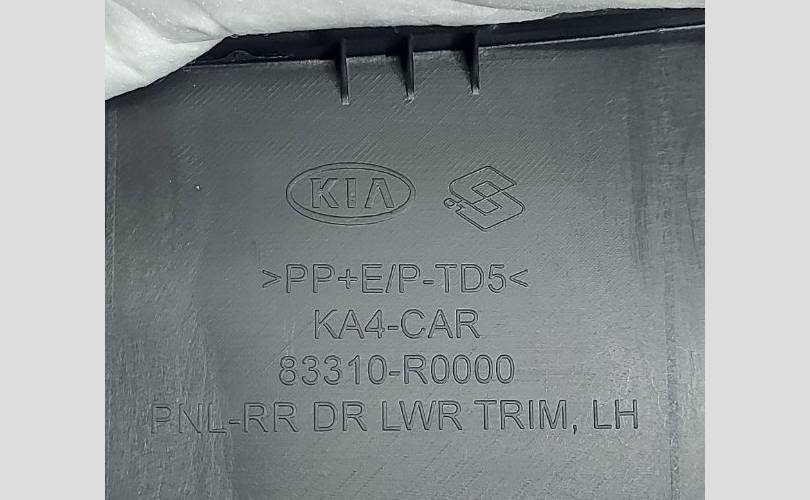 KIA
>PP+E/P-TD5<
KA4-CAR
83310-R0000
PNL-RR DR LWR TRIM, LH